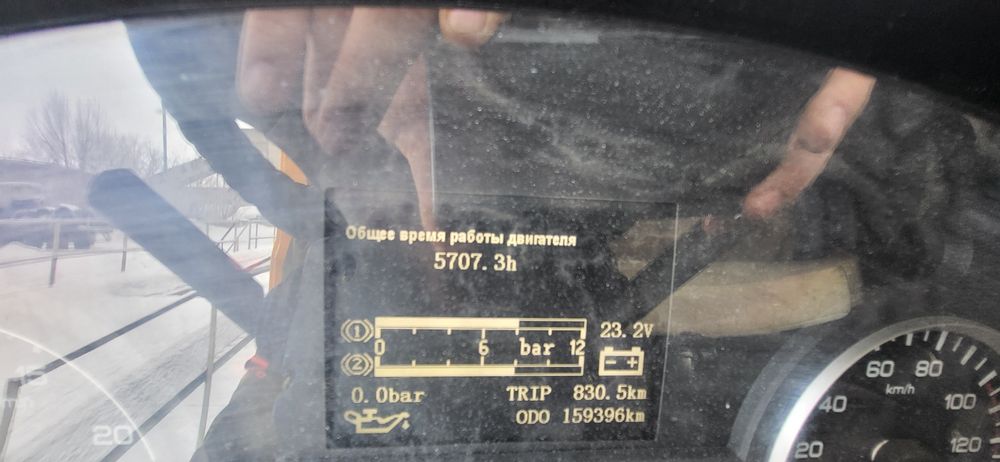 Общее время работы двигателя
5707.3h
1
23.2V
0 6 bar 12
2
0.0bar
TRIP 830.5km
ODO 159396km
60 80
km/h
40 100
20 120
20